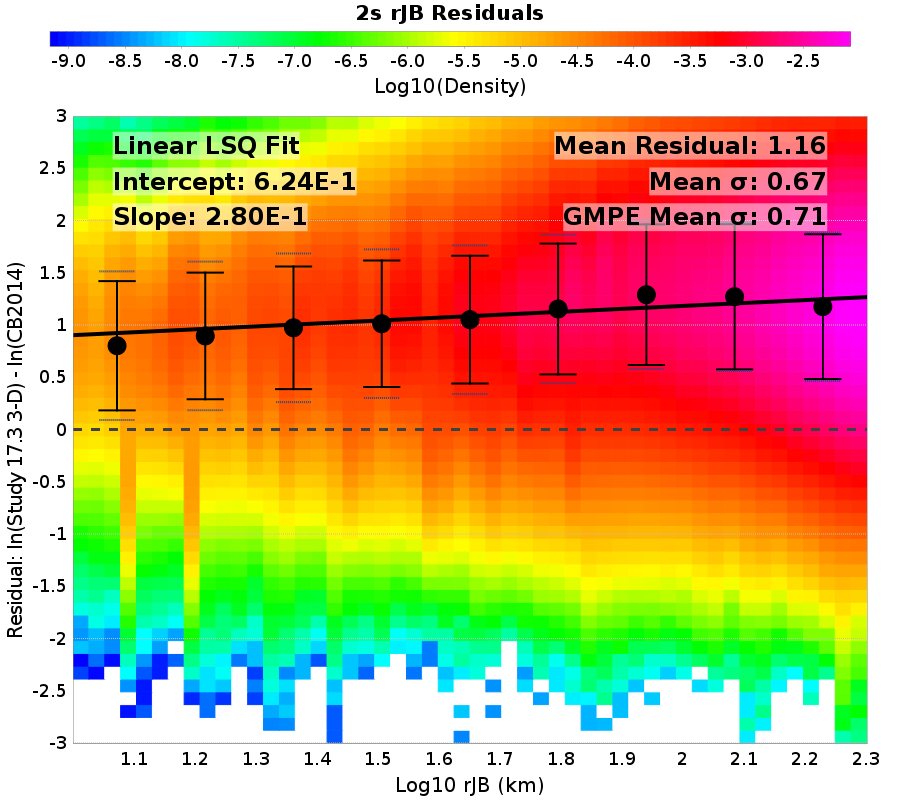 2s rJB Residuals
-9.0 -8.5 -8.0 -7.5 -7.0 -6.5 -6.0 -5.5 -5.0 -4.5 -4.0 -3.5 -3.0 -2.5
Log10(Density)
Linear LSQ Fit
Intercept: 6.24E-1
Slope: 2.80E-1
Mean Residual: 1.16
Mean σ: 0.67
GMPE Mean σ: 0.71
Residual: ln(Study 17.3 3-D) - ln(CB2014)
3
2.5
2
1.5
1
0.5
0
-0.5
-1
-1.5
-2
-2.5
-3
1.1 1.2 1.3 1.4 1.5 1.6 1.7 1.8 1.9 2 2.1 2.2 2.3
Log10 rJB (km)